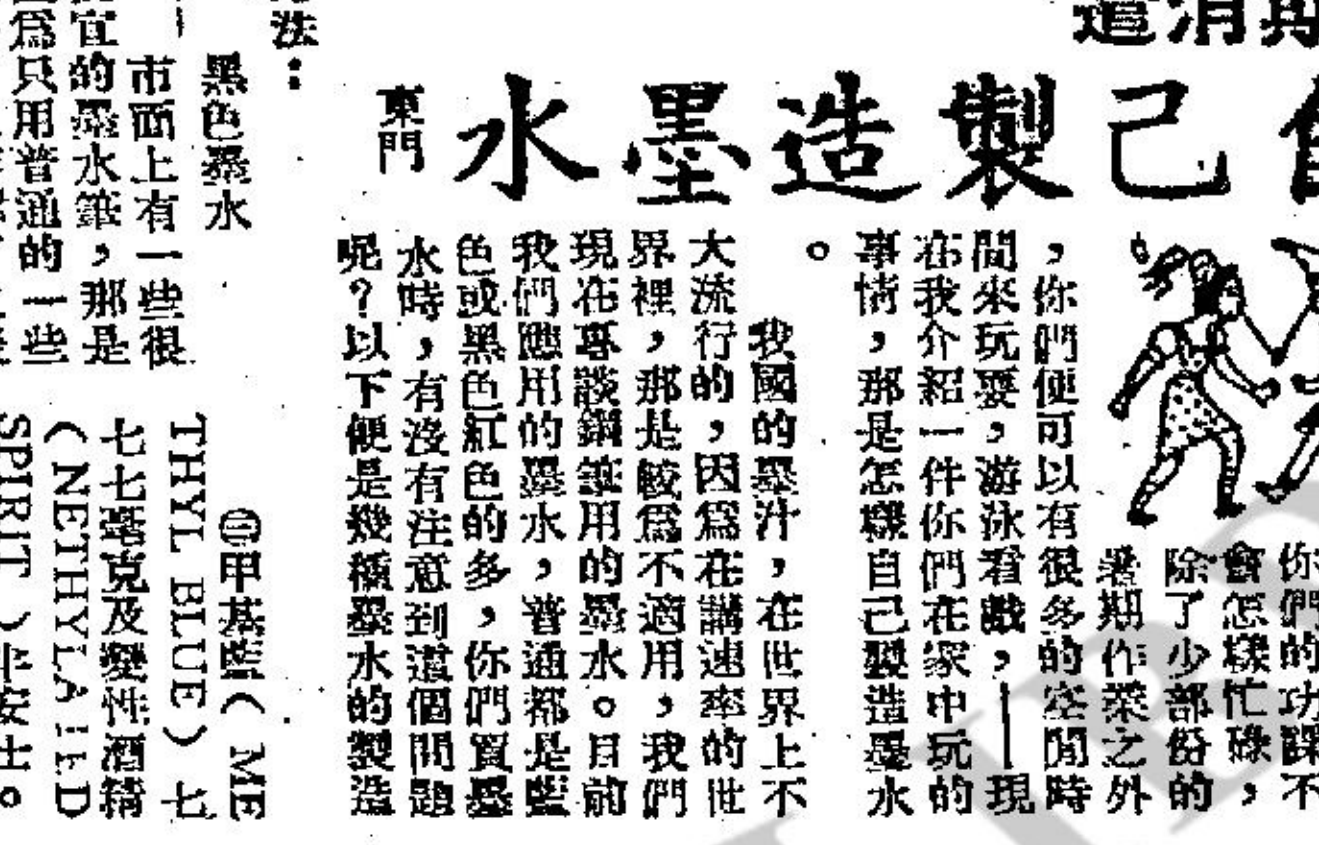 期消遣
自己製造墨水
東門
你們的功課不
會怎樣忙碌，
除了少部份的
暑期作業之外
，你們便可以有很多的空閒時
間來玩耍，游泳看戲，——現
在我介紹一件你們在家中玩的
事情，那是怎樣自己製造墨水
。
我國的墨汁，在世界上不
大流行的，因爲在講速率的世
界裡，那是較爲不適用，我們
現在專談鋼筆用的墨水。目前
我們應用的墨水，普通都是藍
色或黑色紅色的多，你們買墨
水時，有沒有注意到這個問題
呢？以下便是幾種墨水的製造
法：
黑色墨水
市面上有一些很
宜的墨水筆，那是
爲只用普通的一些
甲基藍（ME
THYL BLUE）七
七七毫克及變性酒精
（NETHYLATED
SPIRIT）半安士。